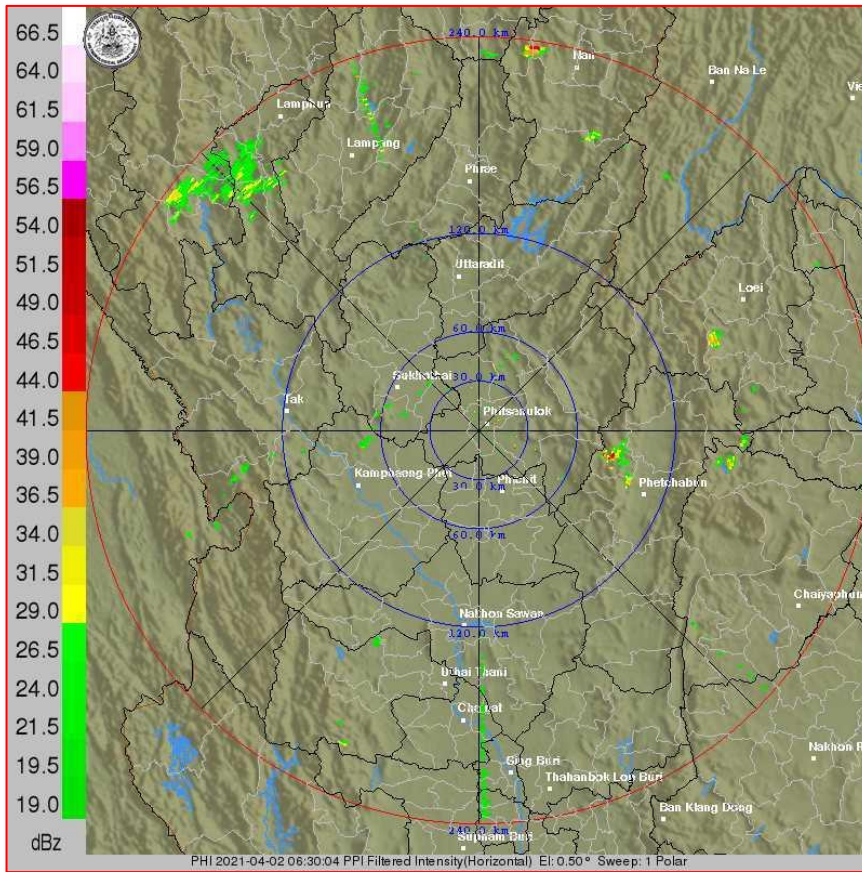 66.5
64.0
61.5
59.0
56.5
54.0
51.5
49.0
46.5
44.0
41.5
39.0
36.5
34.0
31.5
29.0
26.5
24.0
21.5
19.5
19.0
dBz
240.0 km
Nan
Ban Na Le
Vie
Lamphun
Lampang
Phrae
120.0 km
Uttaradit
Loei
60.0 km
30.0 km
Sukhothai
Tak
Phitsanulok
Kamphaeng Phet
30.0 km
Phichit
Phetchabun
60.0 km
Chaiyaphum
Nakhon Sawan
120.0 km
Uthai Thani
Chainat
Sing Buri
Nakhon R
Thahanbok Lop Buri
Ban Klang Dong
240.0 km
Suphan Buri
PHI 2021-04-02 06:30:04 PPI Filtered Intensity(Horizontal) El: 0.50° Sweep: 1 Polar